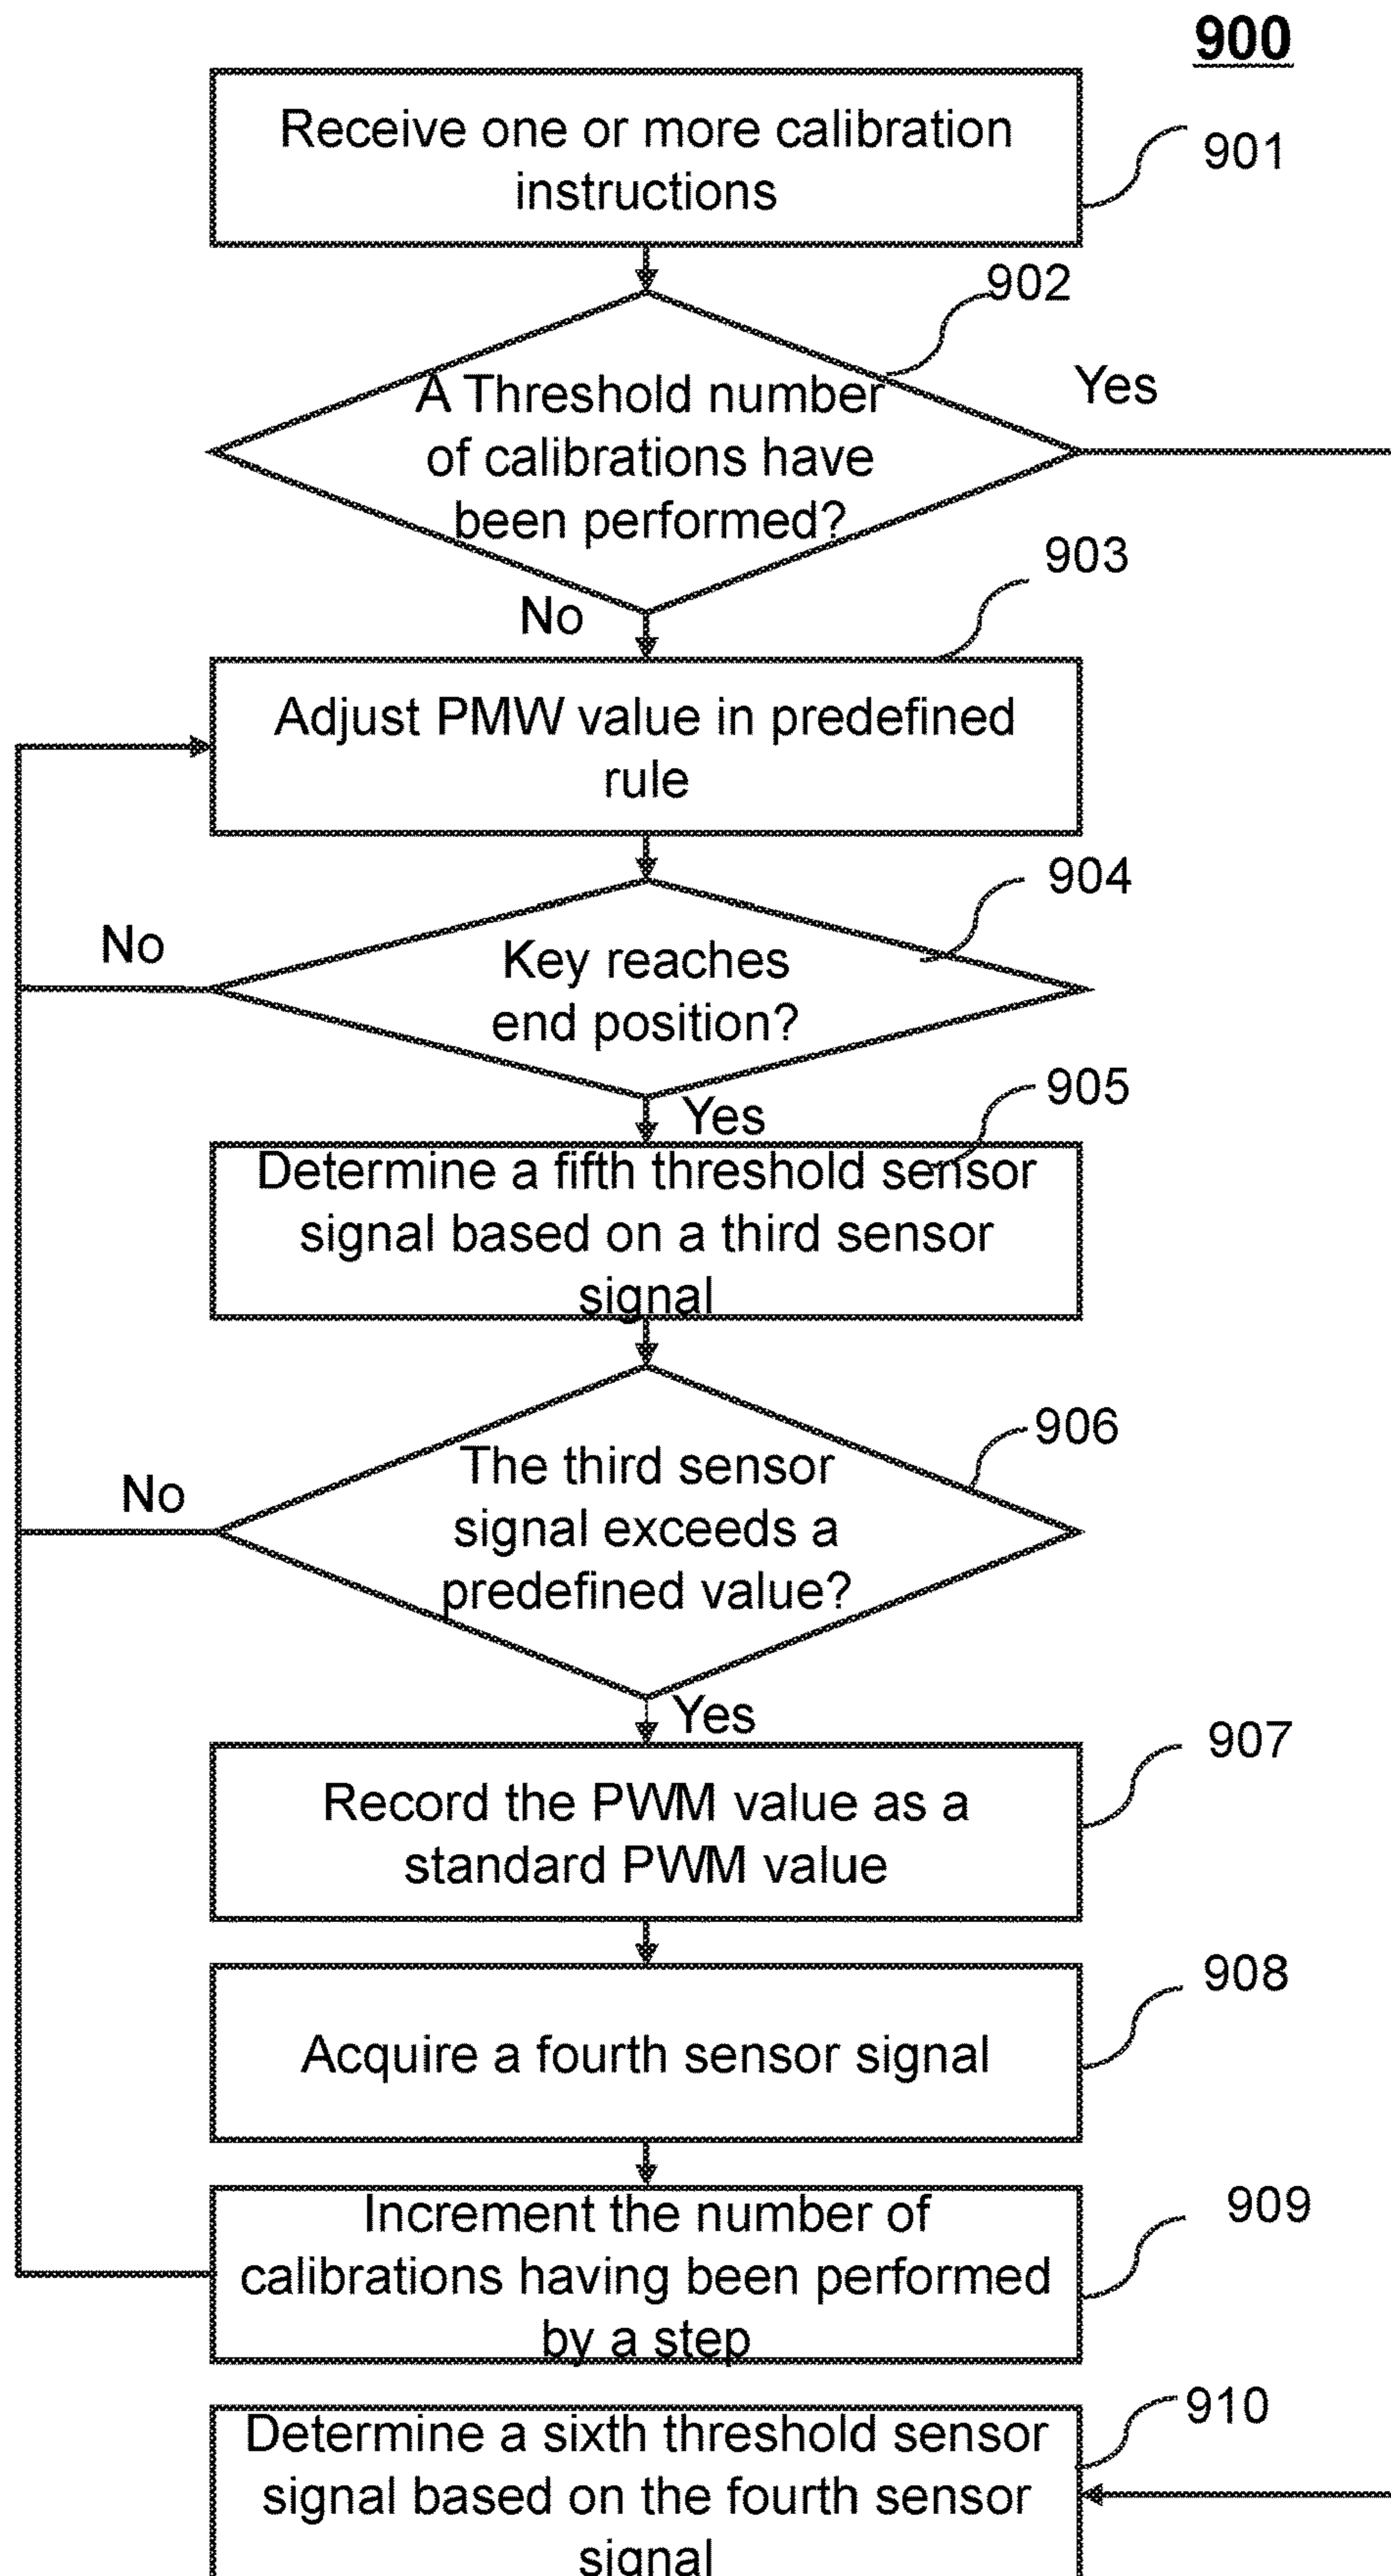 900
Receive one or more calibration
instructions
901
902
A Threshold number
of calibrations have
been performed?
Yes
No
903
Adjust PMW value in predefined
rule
904
No
Key reaches
end position?
Yes
905
Determine a fifth threshold sensor
signal based on a third sensor
signal
906
No
The third sensor
signal exceeds a
predefined value?
Yes
907
Record the PWM value as a
standard PWM value
908
Acquire a fourth sensor signal
909
Increment the number of
calibrations having been performed
by a step
910
Determine a sixth threshold sensor
signal based on the fourth sensor
signal